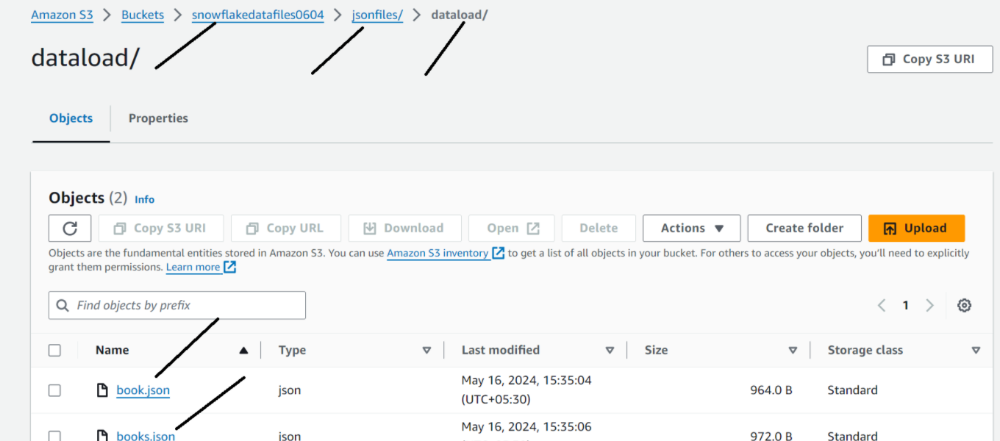 Amazon S3 > Buckets > snowflakedatafiles0604 > jsonfiles/ > dataload/
dataload/
Copy S3 URI
Objects Properties
Objects (2) Info
Copy S3 URI Copy URL Download Open Delete Actions Create folder Upload
Objects are the fundamental entities stored in Amazon S3. You can use Amazon S3 inventory to get a list of all objects in your bucket. For others to access your objects, you'll need to explicitly
grant them permissions. Learn more
Find objects by prefix
1
Name Type Last modified Size Storage class
book.json json May 16, 2024, 15:35:04 964.0 B Standard
(UTC+05:30)
books.json json May 16, 2024, 15:35:06 972.0 B Standard